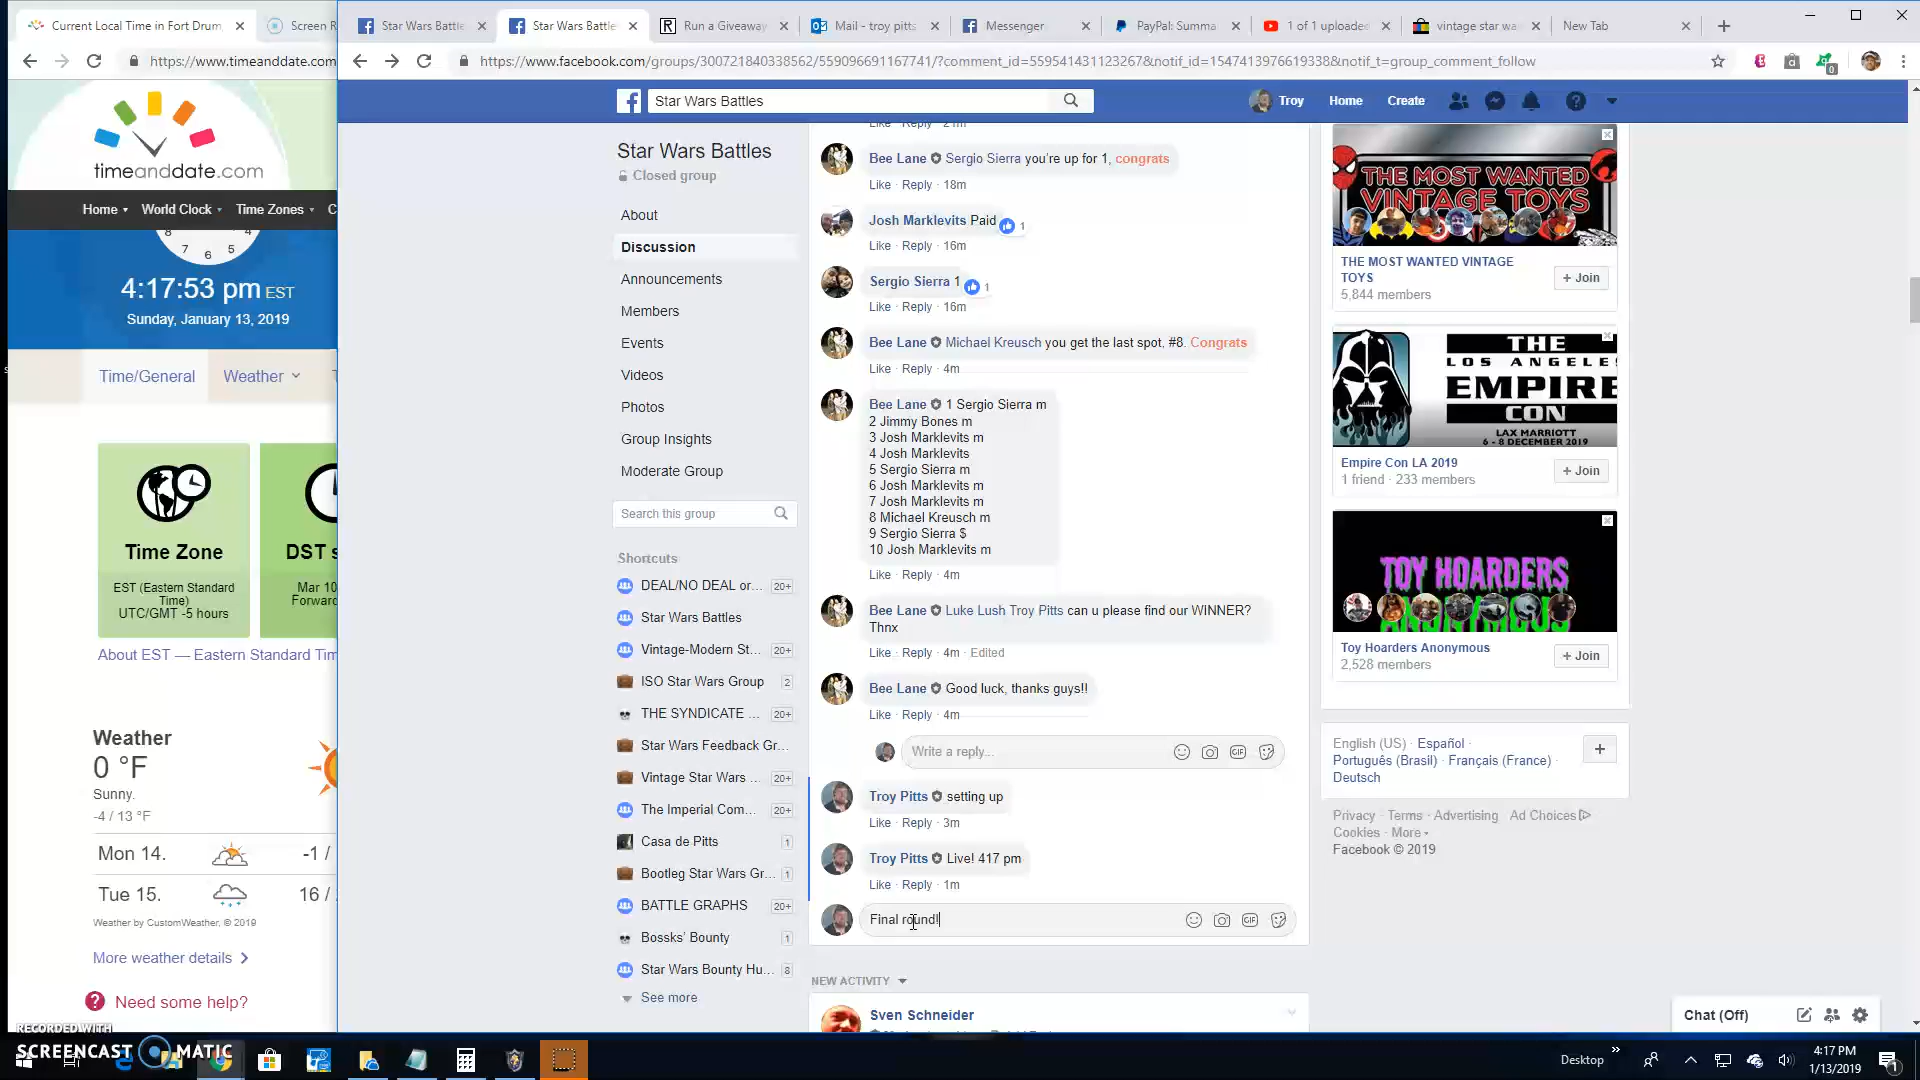 Current Local Time in Fort Drum
Screen R
Star Wars Battle
Star Wars Battle
Run a Giveaway
Mail - troy pitts
Messenger
PayPal: Summa
1 of 1 uploade
vintage star wa
New Tab
https://www.timeanddate.com
https://www.facebook.com/groups/300721840338562/559096691167741/?comment_id=559541431123267&notif_id=1547413976619338&notif_t=group_comment_follow
0
timeanddate.com
Home
World Clock
Time Zones
C
8
4
7
6
5
4:17:53 pm EST
Sunday, January 13, 2019
Time/General
Weather
Time Zone
EST (Eastern Standard
Time)
UTC/GMT -5 hours
DST s
Mar 10
Forward
About EST — Eastern Standard Tim
Weather
0 °F
Sunny.
-4 / 13 °F
Mon 14.
-1 /
Tue 15.
16 /
Weather by CustomWeather, © 2019
More weather details
Need some help?
Star Wars Battles
Troy
Home
Create
Star Wars Battles
Closed group
About
Discussion
Announcements
Members
Events
Videos
Photos
Group Insights
Moderate Group
Search this group
Shortcuts
DEAL/NO DEAL or... 20+
Star Wars Battles
Vintage-Modern St... 20+
ISO Star Wars Group 2
THE SYNDICATE ... 20+
Star Wars Feedback Gr...
Vintage Star Wars ... 20+
The Imperial Com... 20+
Casa de Pitts 1
Bootleg Star Wars Gr... 1
BATTLE GRAPHS 20+
Bossks' Bounty 1
Star Wars Bounty Hu... 8
See more
Like · Reply · 21m
Bee Lane Sergio Sierra you're up for 1, congrats
Like · Reply · 18m
Josh Marklevits Paid
1
Like · Reply · 16m
Sergio Sierra 1
1
Like · Reply · 16m
Bee Lane Michael Kreusch you get the last spot, #8. Congrats
Like · Reply · 4m
Bee Lane 1 Sergio Sierra m
2 Jimmy Bones m
3 Josh Marklevits m
4 Josh Marklevits
5 Sergio Sierra m
6 Josh Marklevits m
7 Josh Marklevits m
8 Michael Kreusch m
9 Sergio Sierra $
10 Josh Marklevits m
Like · Reply · 4m
Bee Lane Luke Lush Troy Pitts can u please find our WINNER?
Thnx
Like · Reply · 4m · Edited
Bee Lane Good luck, thanks guys!!
Like · Reply · 4m
Write a reply...
GIF
Troy Pitts setting up
Like · Reply · 3m
Troy Pitts Live! 417 pm
Like · Reply · 1m
Final round!
GIF
NEW ACTIVITY
Sven Schneider
THE MOST WANTED
VINTAGE TOYS
THE MOST WANTED VINTAGE
TOYS
5,844 members
+ Join
THE
LOS ANGELES
EMPIRE
CON
LAX MARRIOTT
6 - 8 DECEMBER 2019
Empire Con LA 2019
1 friend · 233 members
+ Join
TOY HOARDERS
ANONYMOUS
Toy Hoarders Anonymous
2,528 members
+ Join
English (US) · Español ·
Português (Brasil) · Français (France) ·
Deutsch
+
Privacy · Terms · Advertising · Ad Choices
Cookies · More
Facebook © 2019
Chat (Off)
RECORDED WITH
SCREENCAST MATIC
Desktop
4:17 PM
1/13/2019
1